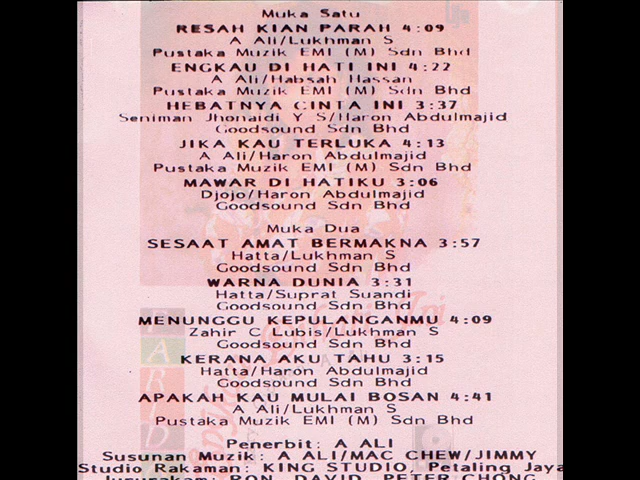 Muka Satu
RESAH KIAN PARAH 4:09
A Ali/Lukhman S
Pustaka Muzik EMI (M) Sdn Bhd
ENGKAU DI HATI INI 4:22
A Ali/Habsah Hassan
Pustaka Muzik EMI (M) Sdn Bhd
HEBATNYA CINTA INI 3:37
Seniman Jhonaidi Y S/Haron Abdulmajid
Goodsound Sdn Bhd
JIKA KAU TERLUKA 4:13
A Ali/Haron Abdulmajid
Pustaka Muzik EMI (M) Sdn Bhd
MAWAR DI HATIKU 3:06
Djojo/Haron Abdulmajid
Goodsound Sdn Bhd
Muka Dua
SESAAT AMAT BERMAKNA 3:57
Hatta/Lukhman S
Goodsound Sdn Bhd
WARNA DUNIA 3:31
Hatta/Suprat Suandi
Goodsound Sdn Bhd
MENUNGGU KEPULANGANMU 4:09
Zahir C Lubis/Lukhman S
Goodsound Sdn Bhd
KERANA AKU TAHU 3:15
Hatta/Haron Abdulmajid
Goodsound Sdn Bhd
APAKAH KAU MULAI BOSAN 4:41
A Ali/Lukhman S
Pustaka Muzik EMI (M) Sdn Bhd
Penerbit: A ALI
Susunan Muzik: A ALI/MAC CHEW/JIMMY
Studio Rakaman: KING STUDIO, Petaling Jaya
Jururakam: RON, DAVID, PETER CHONG